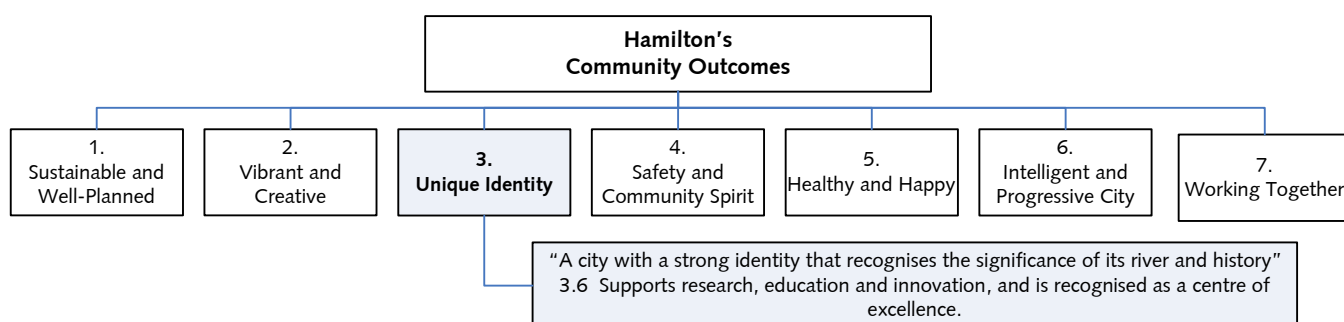 Hamilton's
Community Outcomes
1.
Sustainable and
Well-Planned
2.
Vibrant and
Creative
3.
Unique Identity
4.
Safety and
Community Spirit
5.
Healthy and Happy
6.
Intelligent and
Progressive City
7.
Working Together
“A city with a strong identity that recognises the significance of its river and history”
3.6 Supports research, education and innovation, and is recognised as a centre of
excellence.